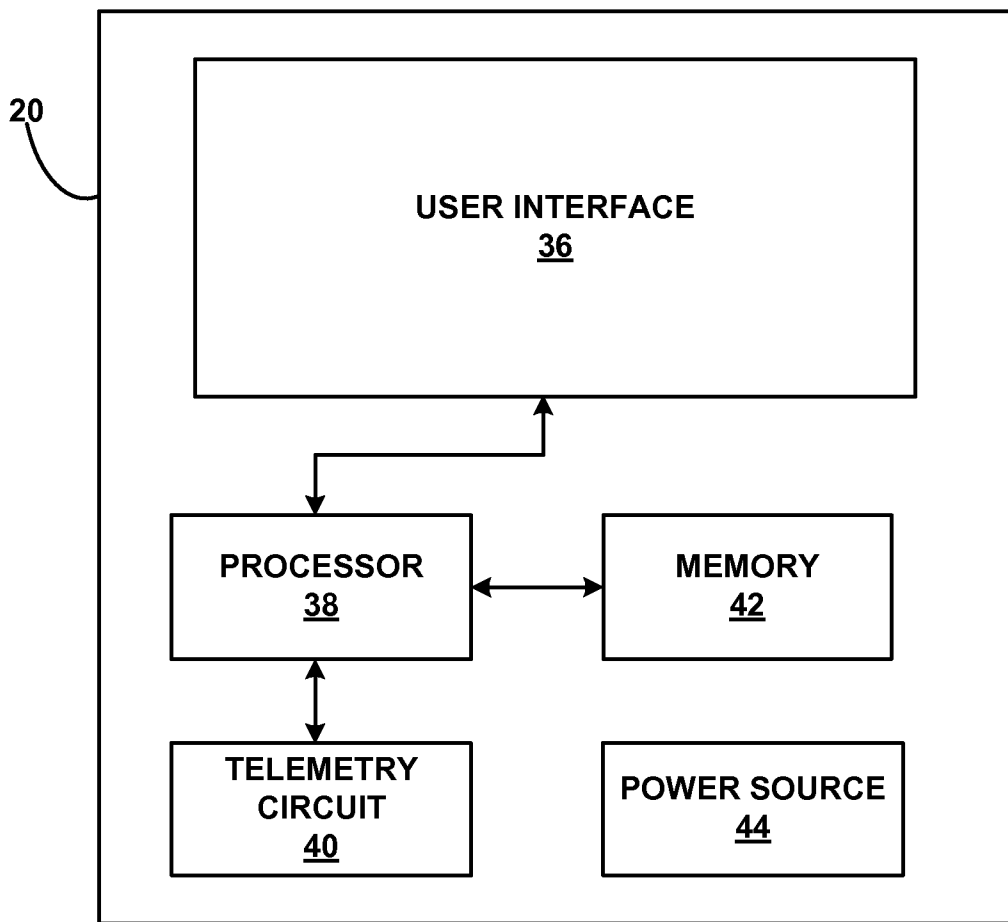 20
USER INTERFACE
36
PROCESSOR
38
MEMORY
42
TELEMETRY
CIRCUIT
40
POWER SOURCE
44